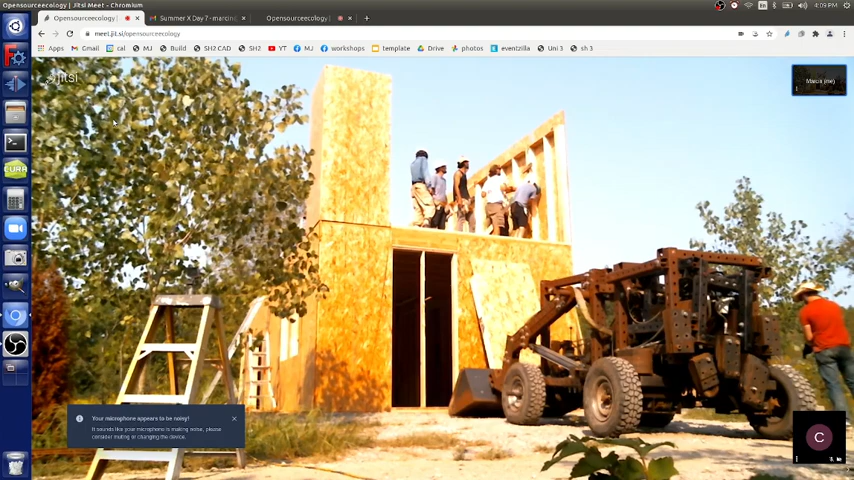 Opensourceecology | Jitsi Meet - Chromium
4:09 PM
Opensourceecology |
Summer X Day 7 - marcin@
Opensourceecology |
meet.jit.si/opensourceecology
Apps
Gmail
cal
MJ
Build
SH2 CAD
SH2
YT
MJ
workshops
template
Drive
photos
eventzilla
Uni 3
sh 3
Jitsi
CURA
Your microphone appears to be noisy!
It sounds like your microphone is making noise, please
consider muting or changing the device.
C